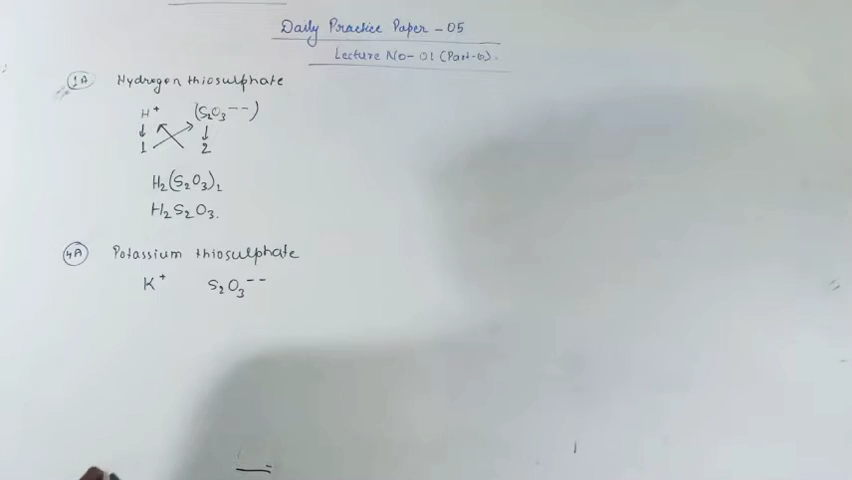 Daily Practice Paper - 05
Lecture No- 01 (Part-6).
1A Hydrogen thiosulphate
H+ (S2O3--)
↓ ↓
1 2
H2(S2O3)1
H2S2O3.
4A Potassium thiosulphate
K+ S2O3--